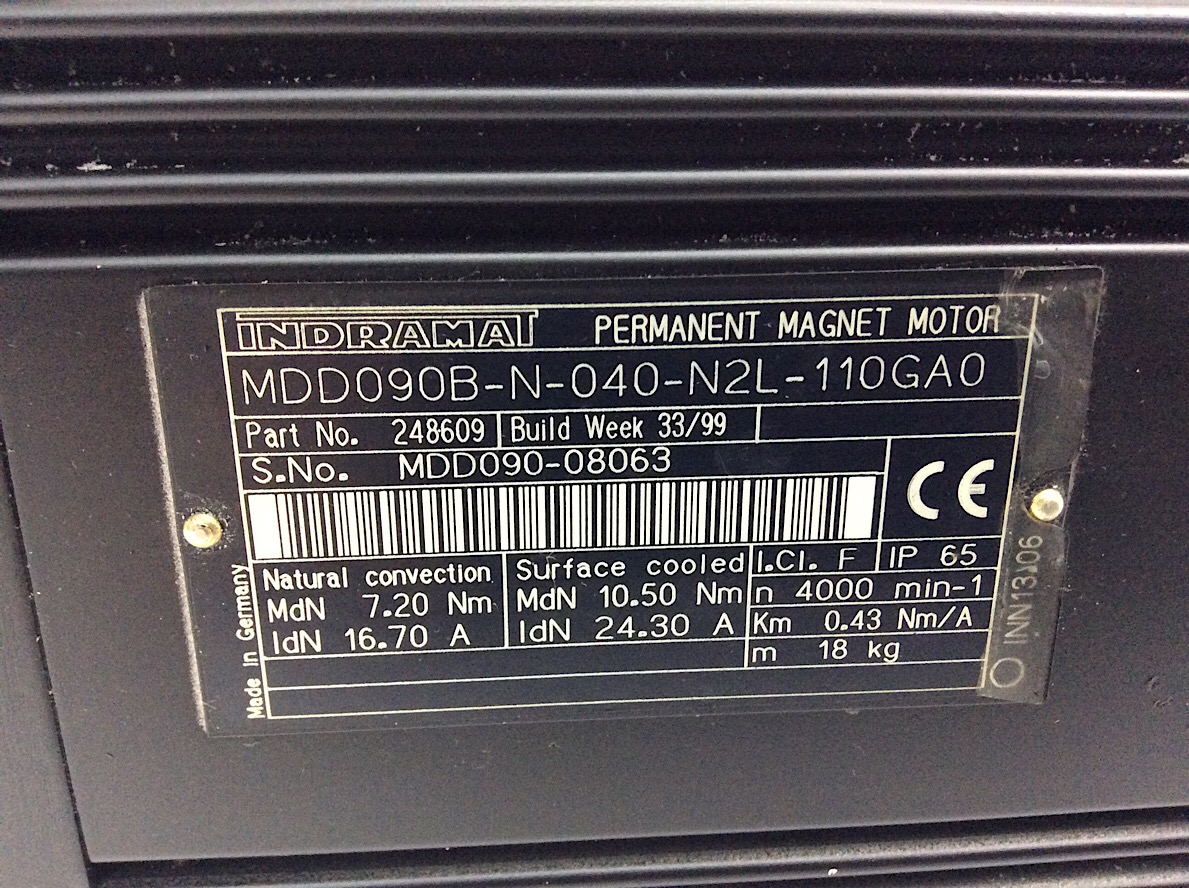 INDRAMAT PERMANENT MAGNET MOTOR
MDD090B-N-040-N2L-110GA0
Part No. 248609 Build Week 33/99
S.No. MDD090-08063
CE
I.Cl. F IP 65
Natural convection Surface cooled
n 4000 min-1
MdN 7.20 Nm MdN 10.50 Nm
Km 0.43 Nm/A
IdN 16.70 A IdN 24.30 A
m 18 kg
Made in Germany
INN13.06